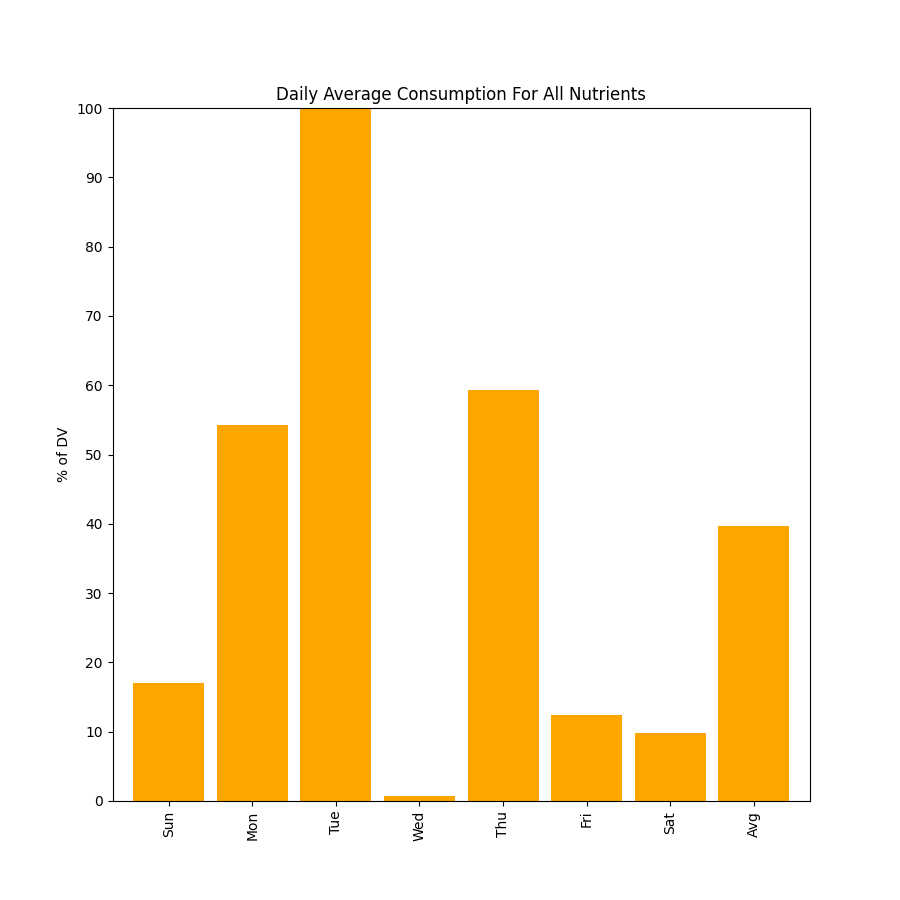 Daily Average Consumption For All Nutrients
100
90
80
70
60
50
40
30
20
10
0
% of DV
Sun
Mon
Tue
Wed
Thu
Fri
Sat
Avg